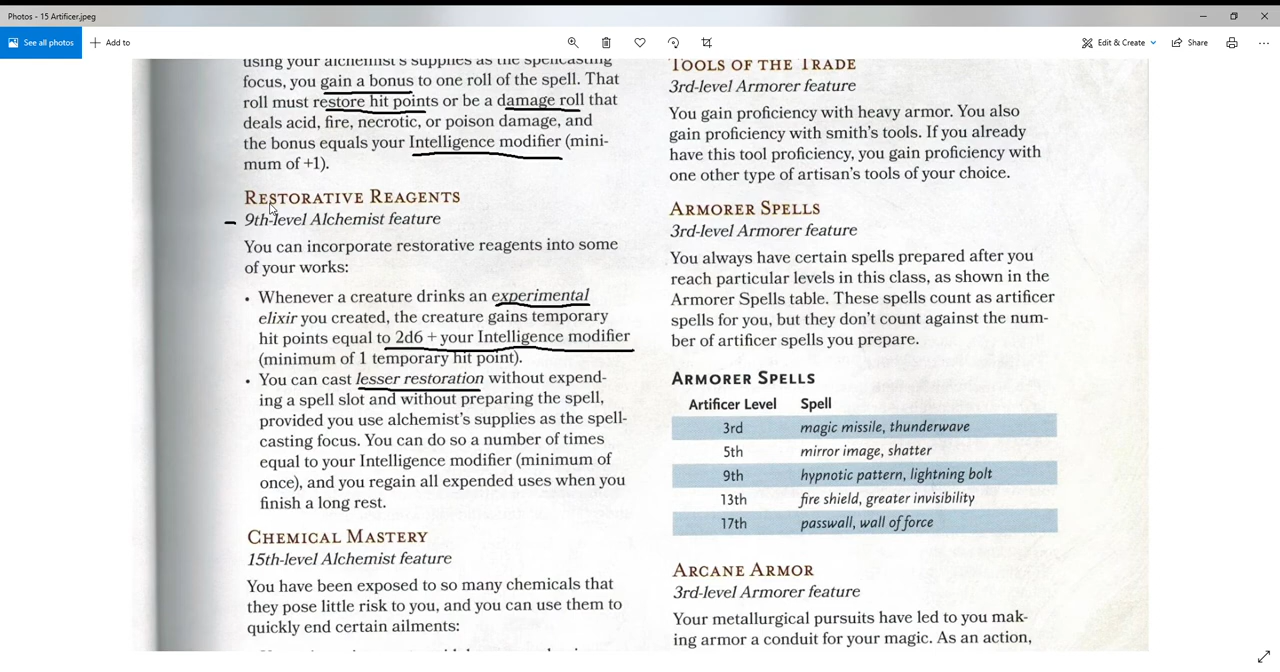 Photos - 15 Artificer.jpeg
See all photos
Add to
Edit & Create
Share
using your alchemist's supplies as the spellcasting
focus, you gain a bonus to one roll of the spell. That
roll must restore hit points or be a damage roll that
deals acid, fire, necrotic, or poison damage, and
the bonus equals your Intelligence modifier (mini-
mum of +1).
RESTORATIVE REAGENTS
9th-level Alchemist feature
You can incorporate restorative reagents into some
of your works:
• Whenever a creature drinks an experimental
elixir you created, the creature gains temporary
hit points equal to 2d6 + your Intelligence modifier
(minimum of 1 temporary hit point).
• You can cast lesser restoration without expend-
ing a spell slot and without preparing the spell,
provided you use alchemist's supplies as the spell-
casting focus. You can do so a number of times
equal to your Intelligence modifier (minimum of
once), and you regain all expended uses when you
finish a long rest.
CHEMICAL MASTERY
15th-level Alchemist feature
You have been exposed to so many chemicals that
they pose little risk to you, and you can use them to
quickly end certain ailments:
TOOLS OF THE TRADE
3rd-level Armorer feature
You gain proficiency with heavy armor. You also
gain proficiency with smith's tools. If you already
have this tool proficiency, you gain proficiency with
one other type of artisan's tools of your choice.
ARMORER SPELLS
3rd-level Armorer feature
You always have certain spells prepared after you
reach particular levels in this class, as shown in the
Armorer Spells table. These spells count as artificer
spells for you, but they don't count against the num-
ber of artificer spells you prepare.
ARMORER SPELLS
Artificer Level Spell
3rd magic missile, thunderwave
5th mirror image, shatter
9th hypnotic pattern, lightning bolt
13th fire shield, greater invisibility
17th passwall, wall of force
ARCANE ARMOR
3rd-level Armorer feature
Your metallurgical pursuits have led to you mak-
ing armor a conduit for your magic. As an action,